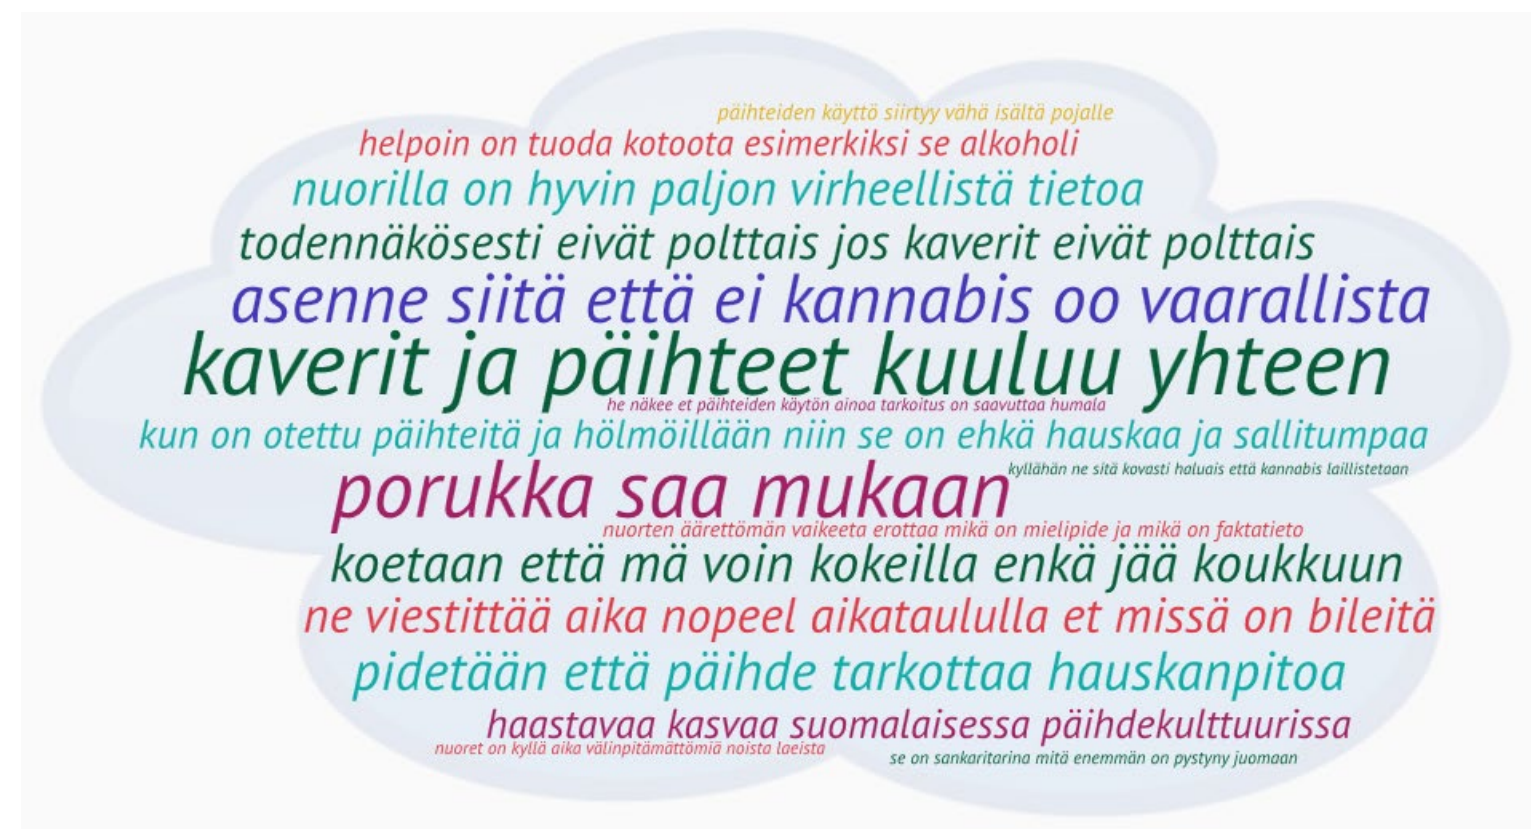 päihteiden käyttö siirtyy vähä isältä pojalle
helpoin on tuoda kotoota esimerkiksi se alkoholi
nuorilla on hyvin paljon virheellistä tietoa
todennäkösesti eivät polttais jos kaverit eivät polttais
asenne siitä että ei kannabis oo vaarallista
kaverit ja päihteet kuuluu yhteen
he näkee et päihteiden käytön ainoa tarkoitus on saavuttaa humala
kun on otettu päihteitä ja hölmöillään niin se on ehkä hauskaa ja sallitumpaa
kyllähän ne sitä kovasti haluais että kannabis laillistetaan
porukka saa mukaan
nuorten äärettömän vaikeeta erottaa mikä on mielipide ja mikä on faktatieto
koetaan että mä voin kokeilla enkä jää koukkuun
ne viestittää aika nopeel aikataululla et missä on bileitä
pidetään että päihde tarkottaa hauskanpitoa
haastavaa kasvaa suomalaisessa päihdekulttuurissa
nuoret on kyllä aika välinpitämättömiä noista laeista
se on sankaritarina mitä enemmän on pystyny juomaan